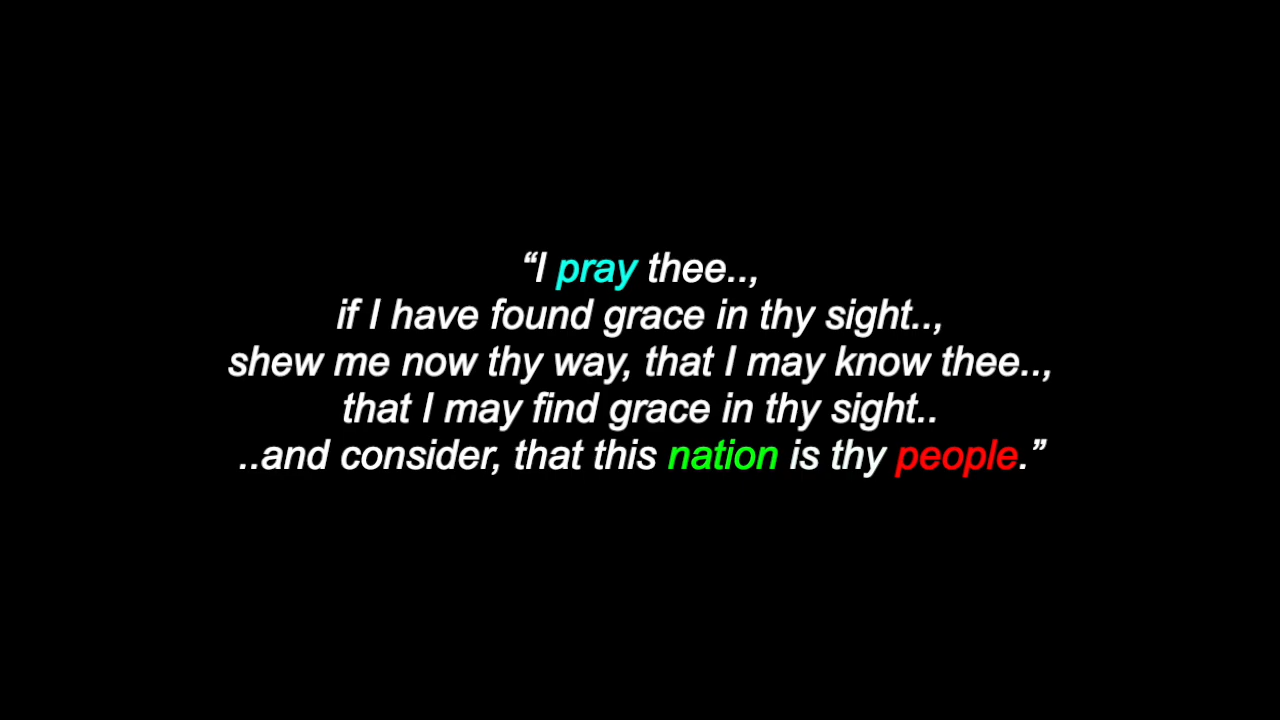 “I pray thee..,
if I have found grace in thy sight..,
shew me now thy way, that I may know thee..,
that I may find grace in thy sight..
..and consider, that this nation is thy people.”